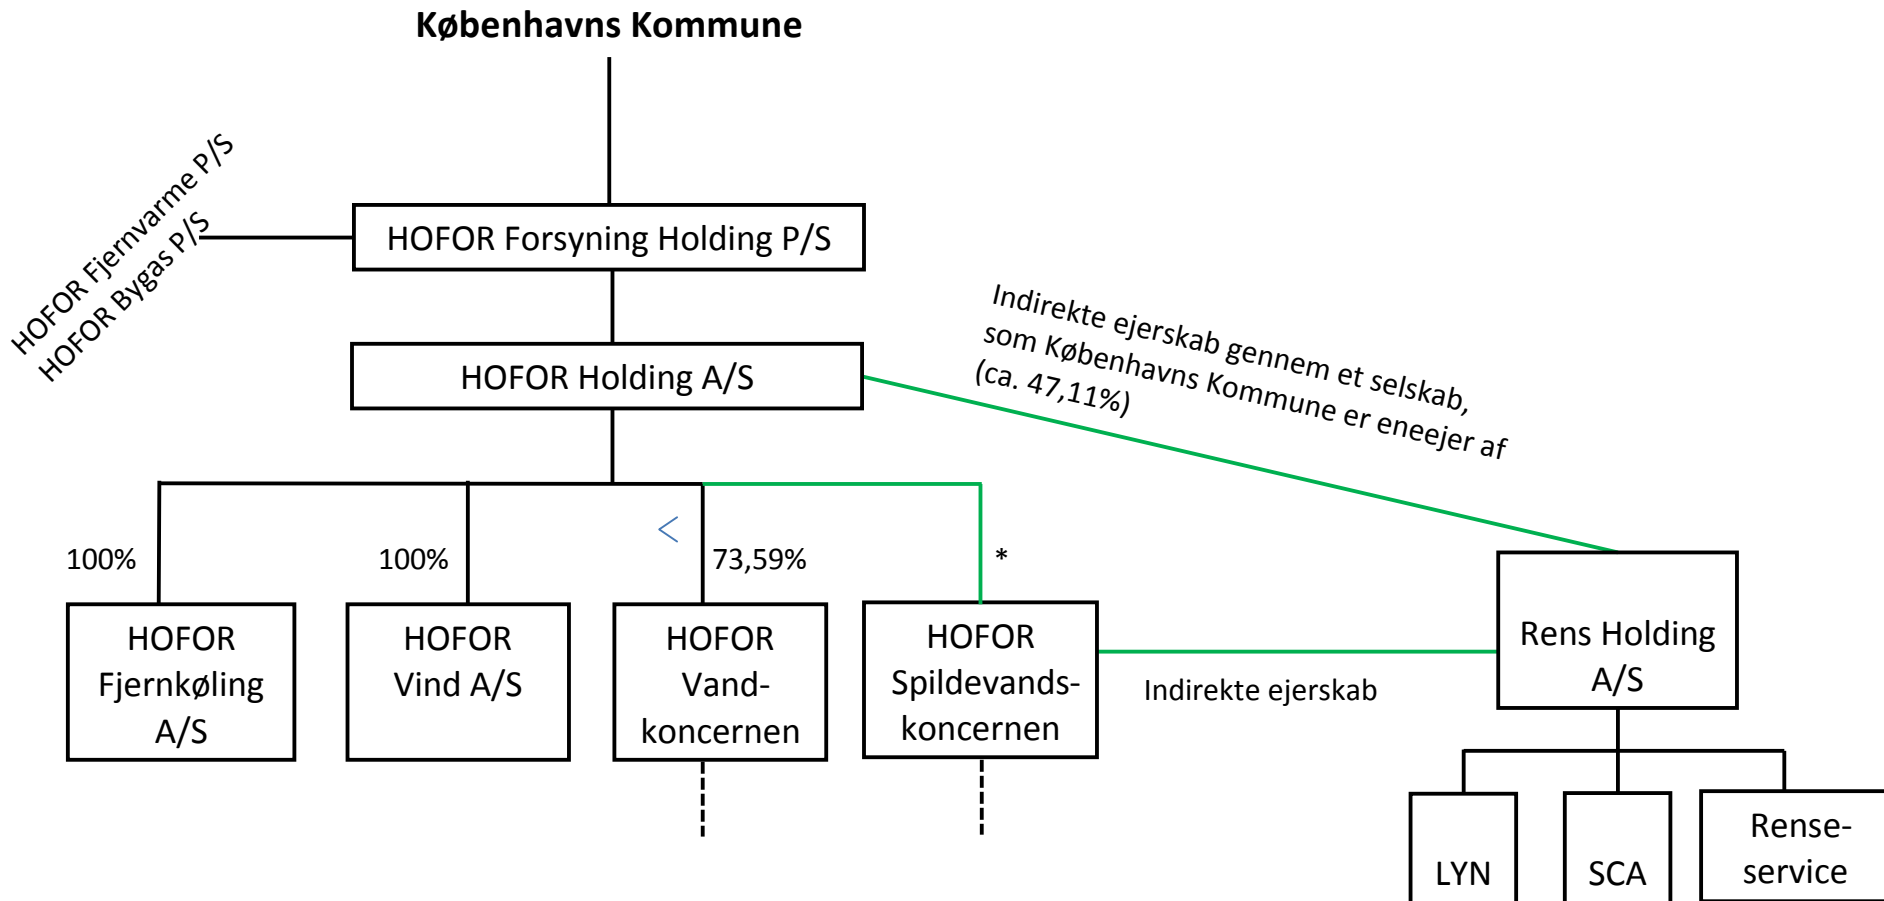 Københavns Kommune
HOFOR Fjernvarme P/S
HOFOR Bygas P/S
HOFOR Forsyning Holding P/S
HOFOR Holding A/S
Indirekte ejerskab gennem et selskab,
som Københavns Kommune er eneejer af
(ca. 47,11%)
100%
100%
73,59%
*
HOFOR
Fjernkøling
A/S
HOFOR
Vind A/S
HOFOR
Vand-
koncernen
HOFOR
Spildevands-
koncernen
Indirekte ejerskab
Rens Holding
A/S
LYN
SCA
Rense-
service